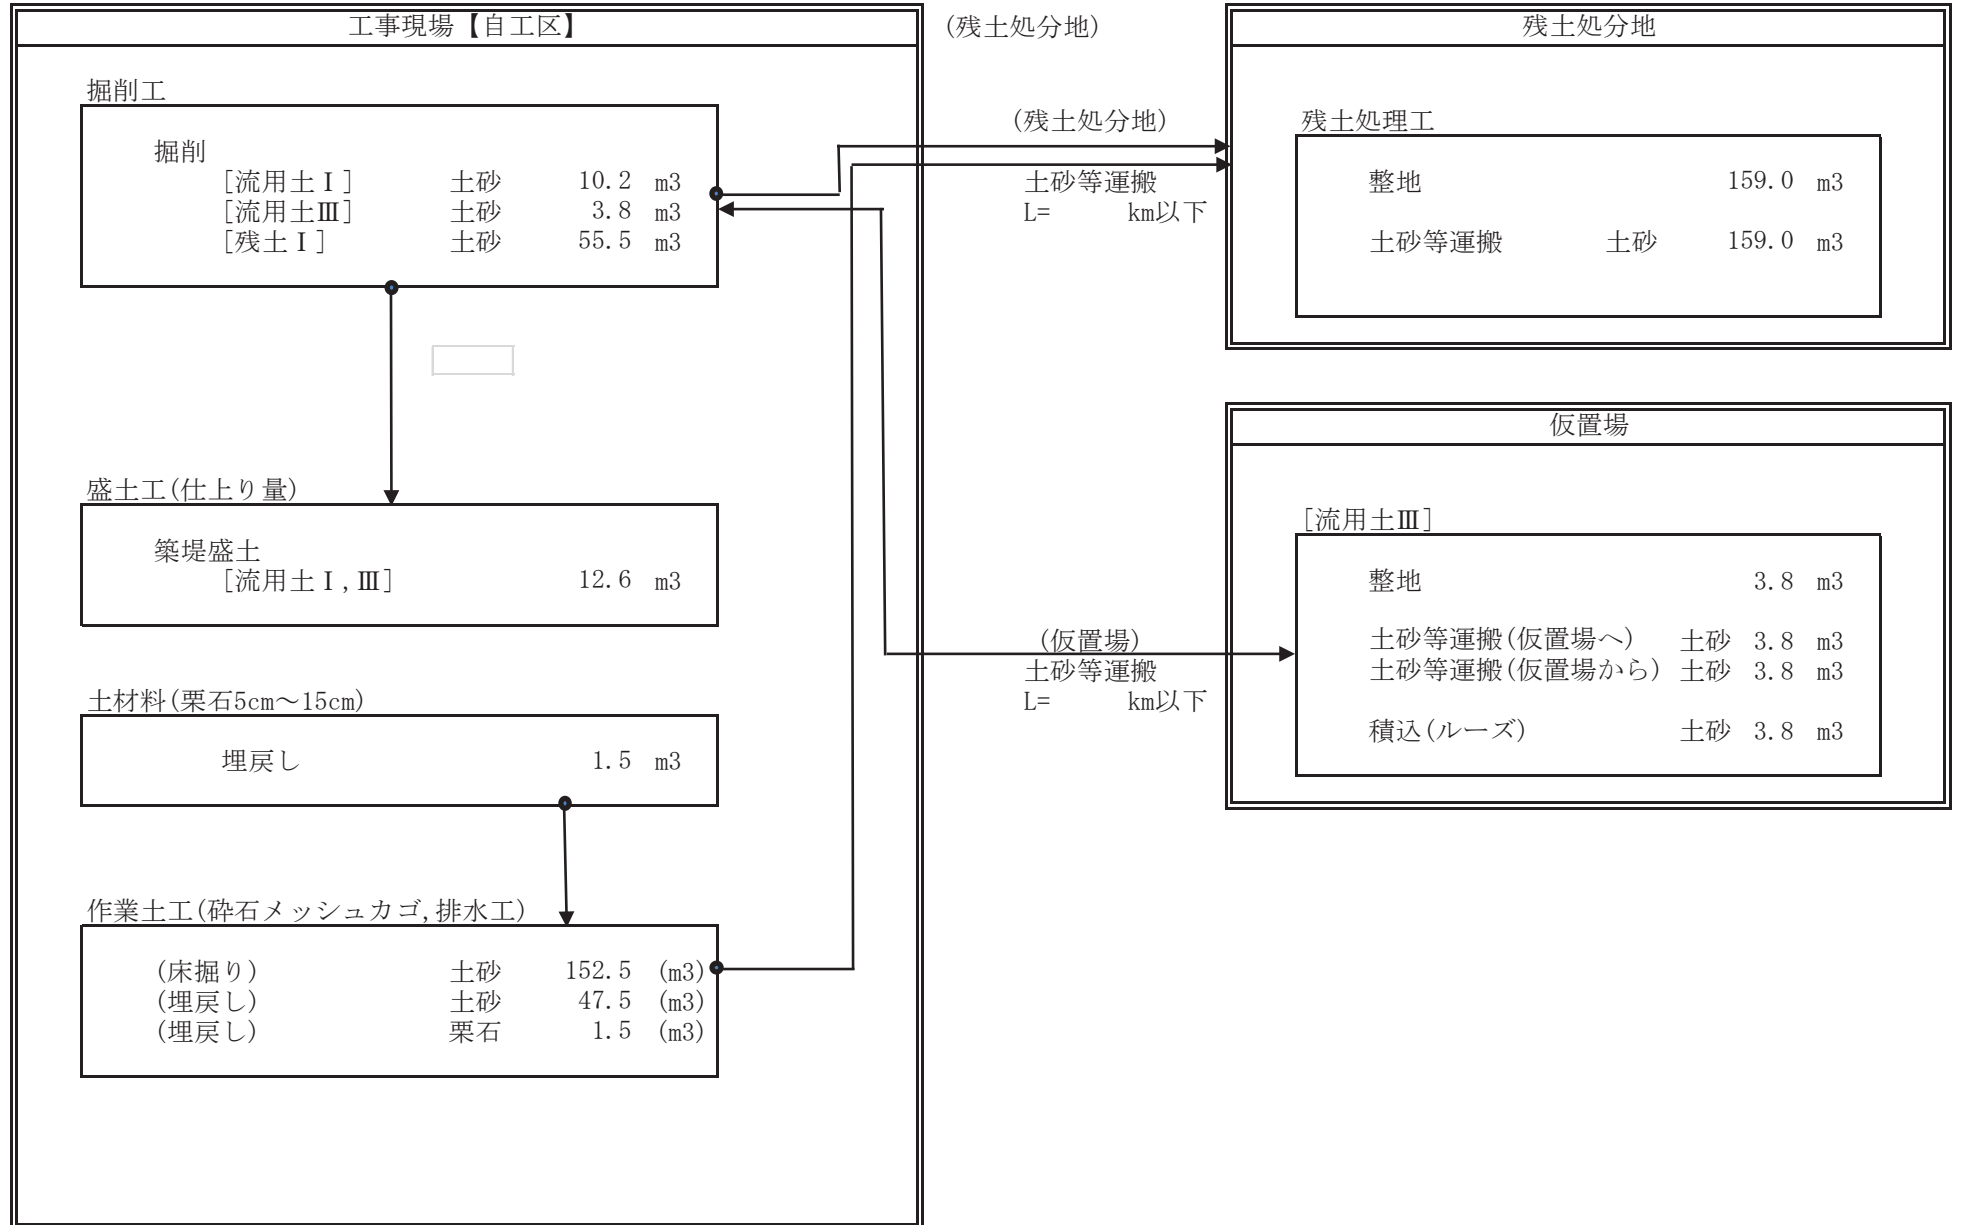 工事現場【自工区】
掘削工
掘削
[流用土Ⅰ] 土砂 10.2 m3
[流用土Ⅲ] 土砂 3.8 m3
[残土Ⅰ] 土砂 55.5 m3
盛土工(仕上り量)
築堤盛土
[流用土Ⅰ,Ⅲ] 12.6 m3
土材料(栗石5cm～15cm)
埋戻し 1.5 m3
作業土工(砕石メッシュカゴ,排水工)
(床掘り) 土砂 152.5 (m3)
(埋戻し) 土砂 47.5 (m3)
(埋戻し) 栗石 1.5 (m3)
(残土処分地)
(残土処分地)
土砂等運搬
L= km以下
(仮置場)
土砂等運搬
L= km以下
残土処分地
残土処理工
整地 159.0 m3
土砂等運搬 土砂 159.0 m3
仮置場
[流用土Ⅲ]
整地 3.8 m3
土砂等運搬(仮置場へ) 土砂 3.8 m3
土砂等運搬(仮置場から) 土砂 3.8 m3
積込(ルーズ) 土砂 3.8 m3